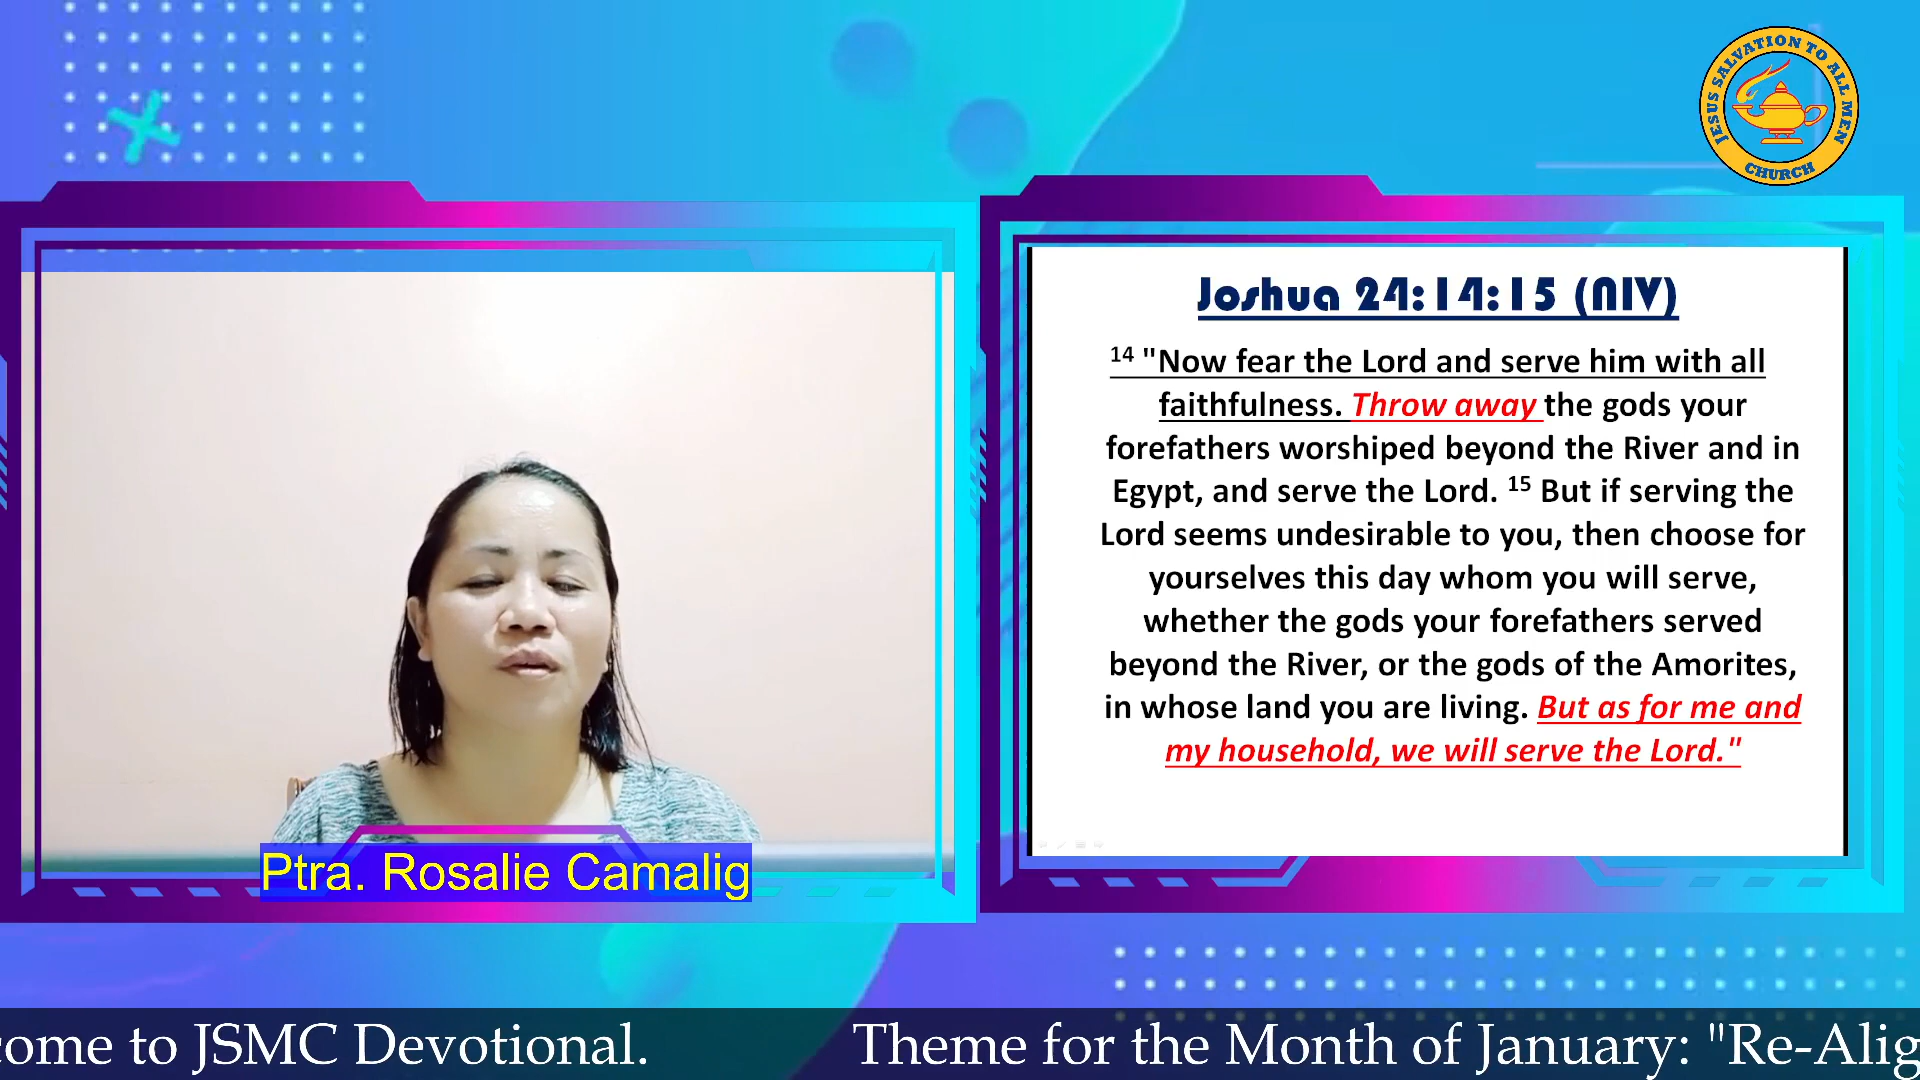 JESUS SALVATION TO ALL MEN
CHURCH
Joshua 24:14:15 (NIV)
14 "Now fear the Lord and serve him with all
faithfulness. Throw away the gods your
forefathers worshiped beyond the River and in
Egypt, and serve the Lord. 15 But if serving the
Lord seems undesirable to you, then choose for
yourselves this day whom you will serve,
whether the gods your forefathers served
beyond the River, or the gods of the Amorites,
in whose land you are living. But as for me and
my household, we will serve the Lord."
Ptra. Rosalie Camalig
come to JSMC Devotional. Theme for the Month of January: "Re-Alig